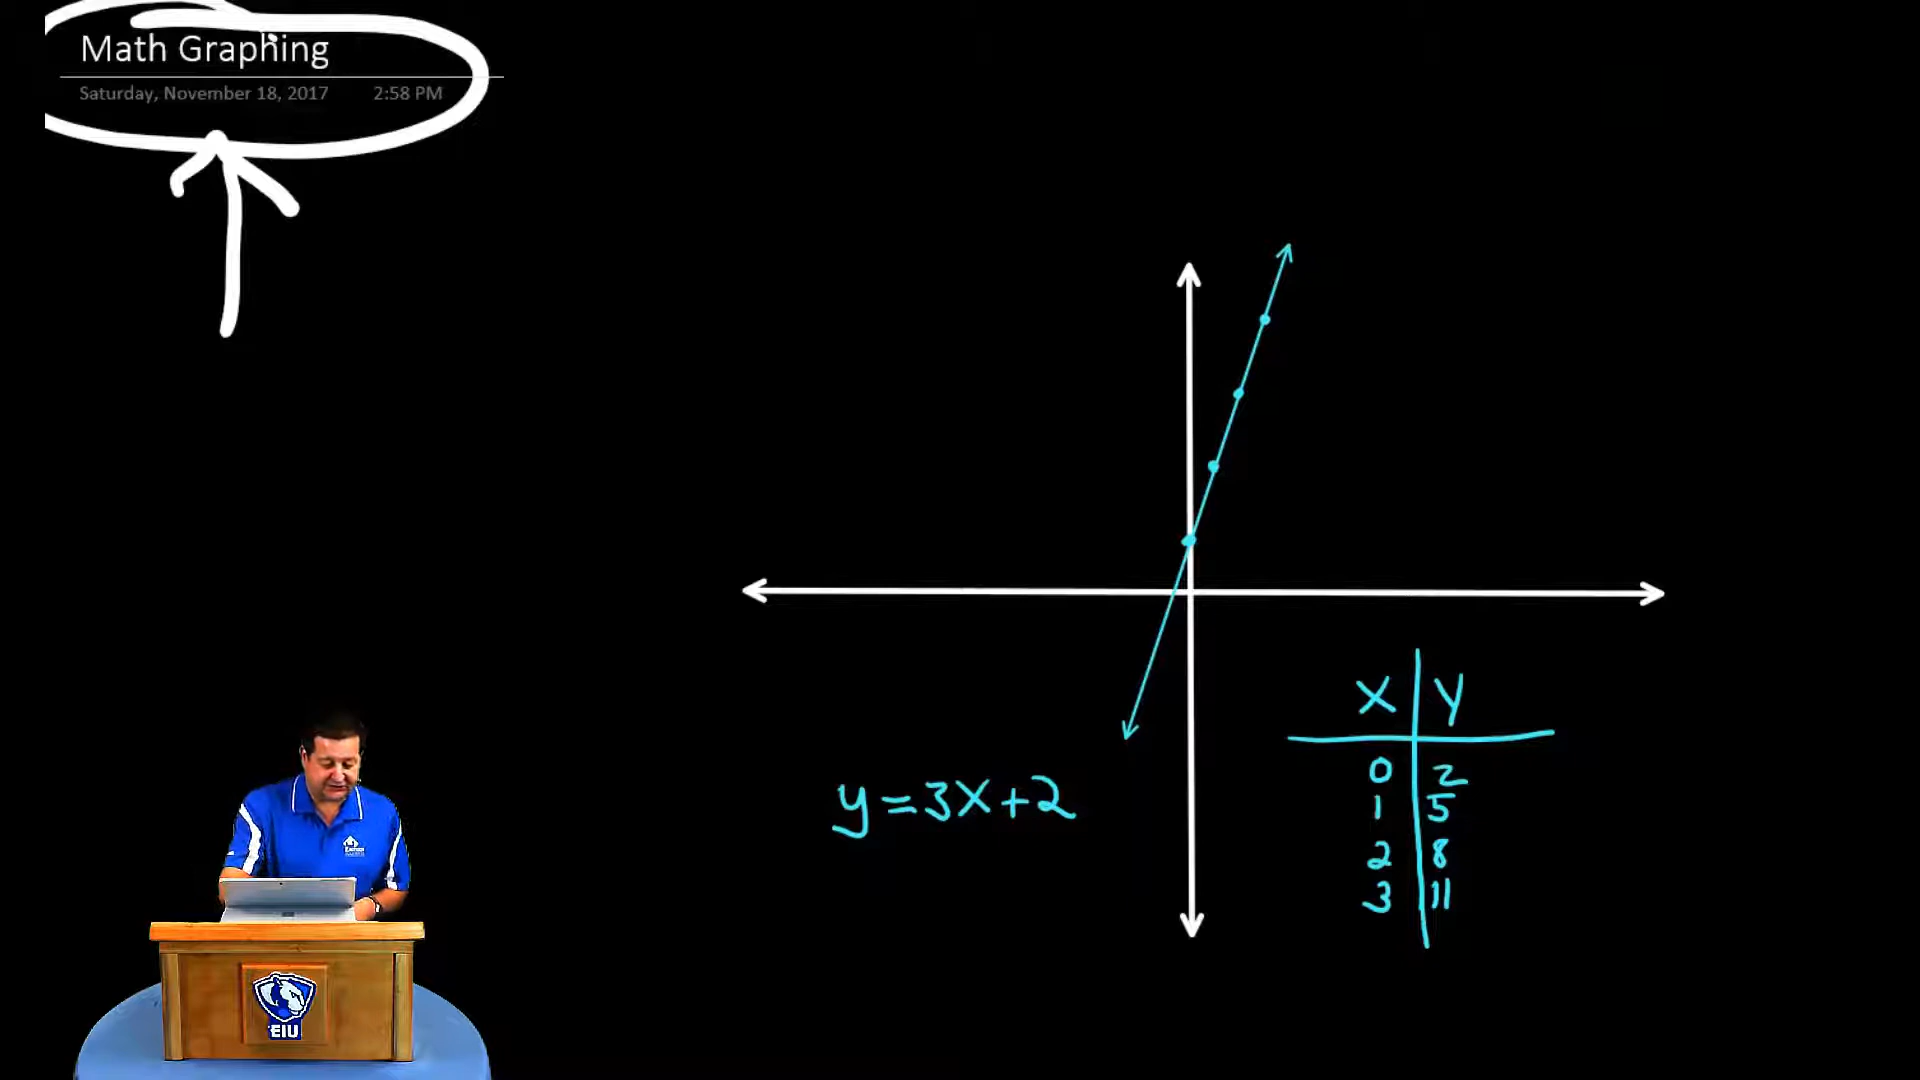 Math Graphing
Saturday, November 18, 2017 2:58 PM
X Y
0 2
1 5
2 8
3 11
y=3x+2
EIU